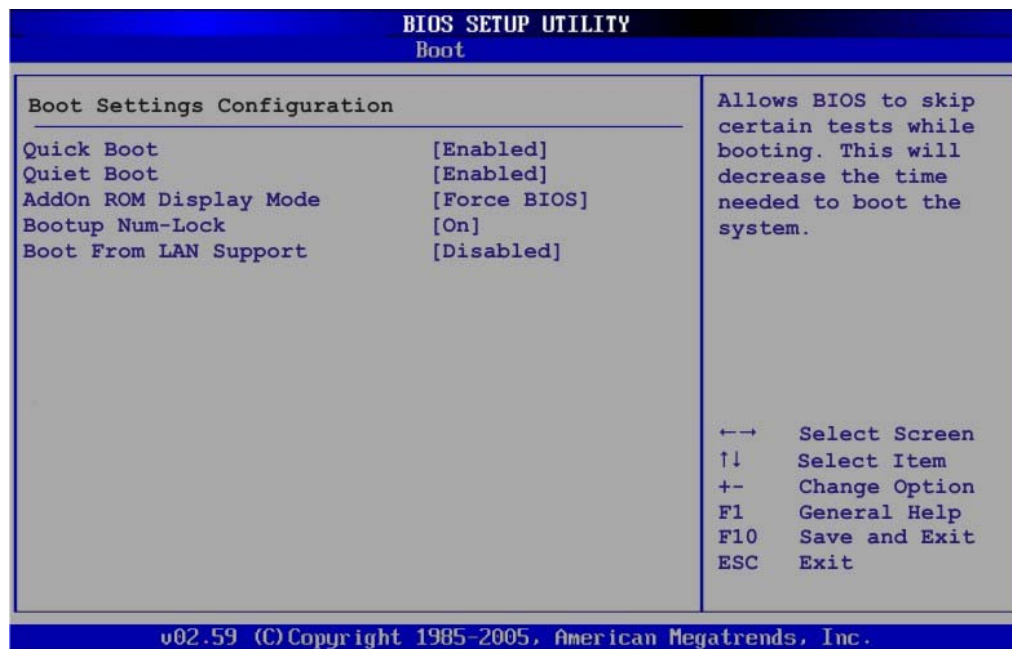 BIOS SETUP UTILITY
Boot
Boot Settings Configuration
Quick Boot [Enabled]
Quiet Boot [Enabled]
AddOn ROM Display Mode [Force BIOS]
Bootup Num-Lock [On]
Boot From LAN Support [Disabled]
Allows BIOS to skip
certain tests while
booting. This will
decrease the time
needed to boot the
system.
←→ Select Screen
↑↓ Select Item
+- Change Option
F1 General Help
F10 Save and Exit
ESC Exit
v02.59 (C)Copyright 1985-2005, American Megatrends, Inc.